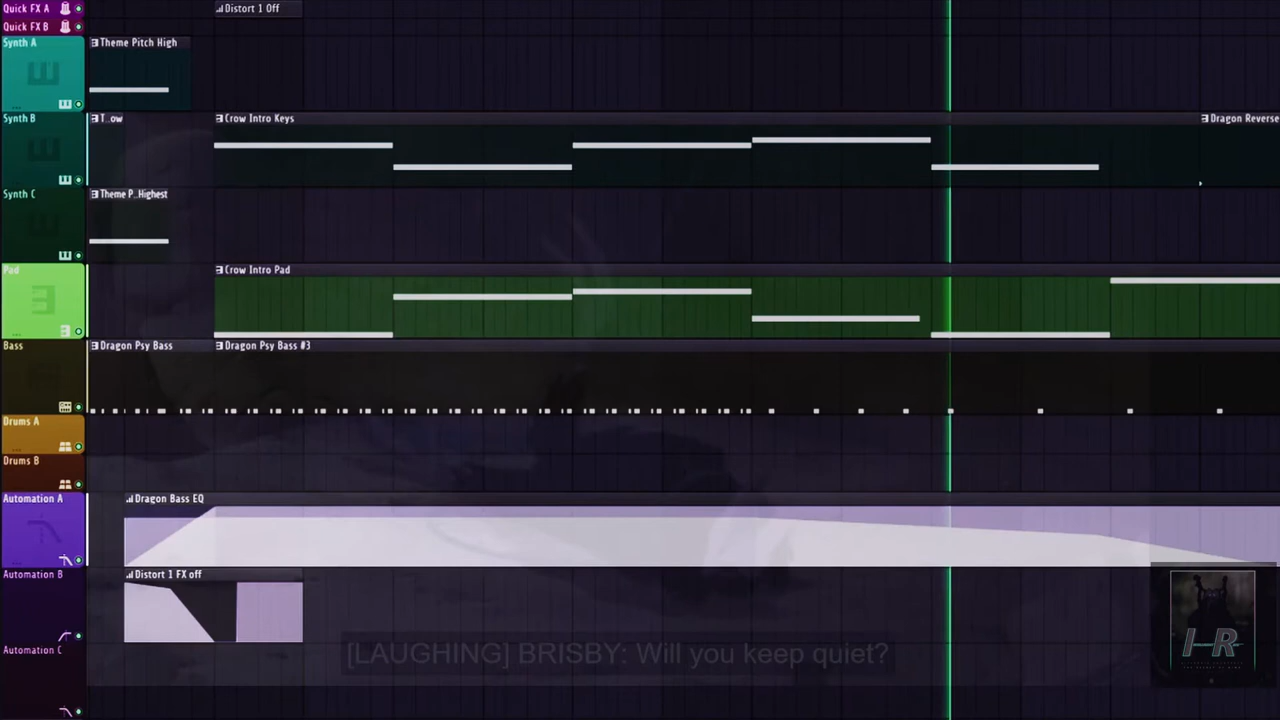 Quick FX A
Distort 1 Off
Quick FX B
Synth A
Theme Pitch High
Synth B
T..ow
Crow Intro Keys
Dragon Reverse
Synth C
Theme P..Highest
Pad
Crow Intro Pad
Bass
Dragon Psy Bass
Dragon Psy Bass #3
Drums A
Drums B
Automation A
Dragon Bass EQ
Automation B
Distort 1 FX off
[LAUGHING] BRISBY: Will you keep quiet?
Automation C